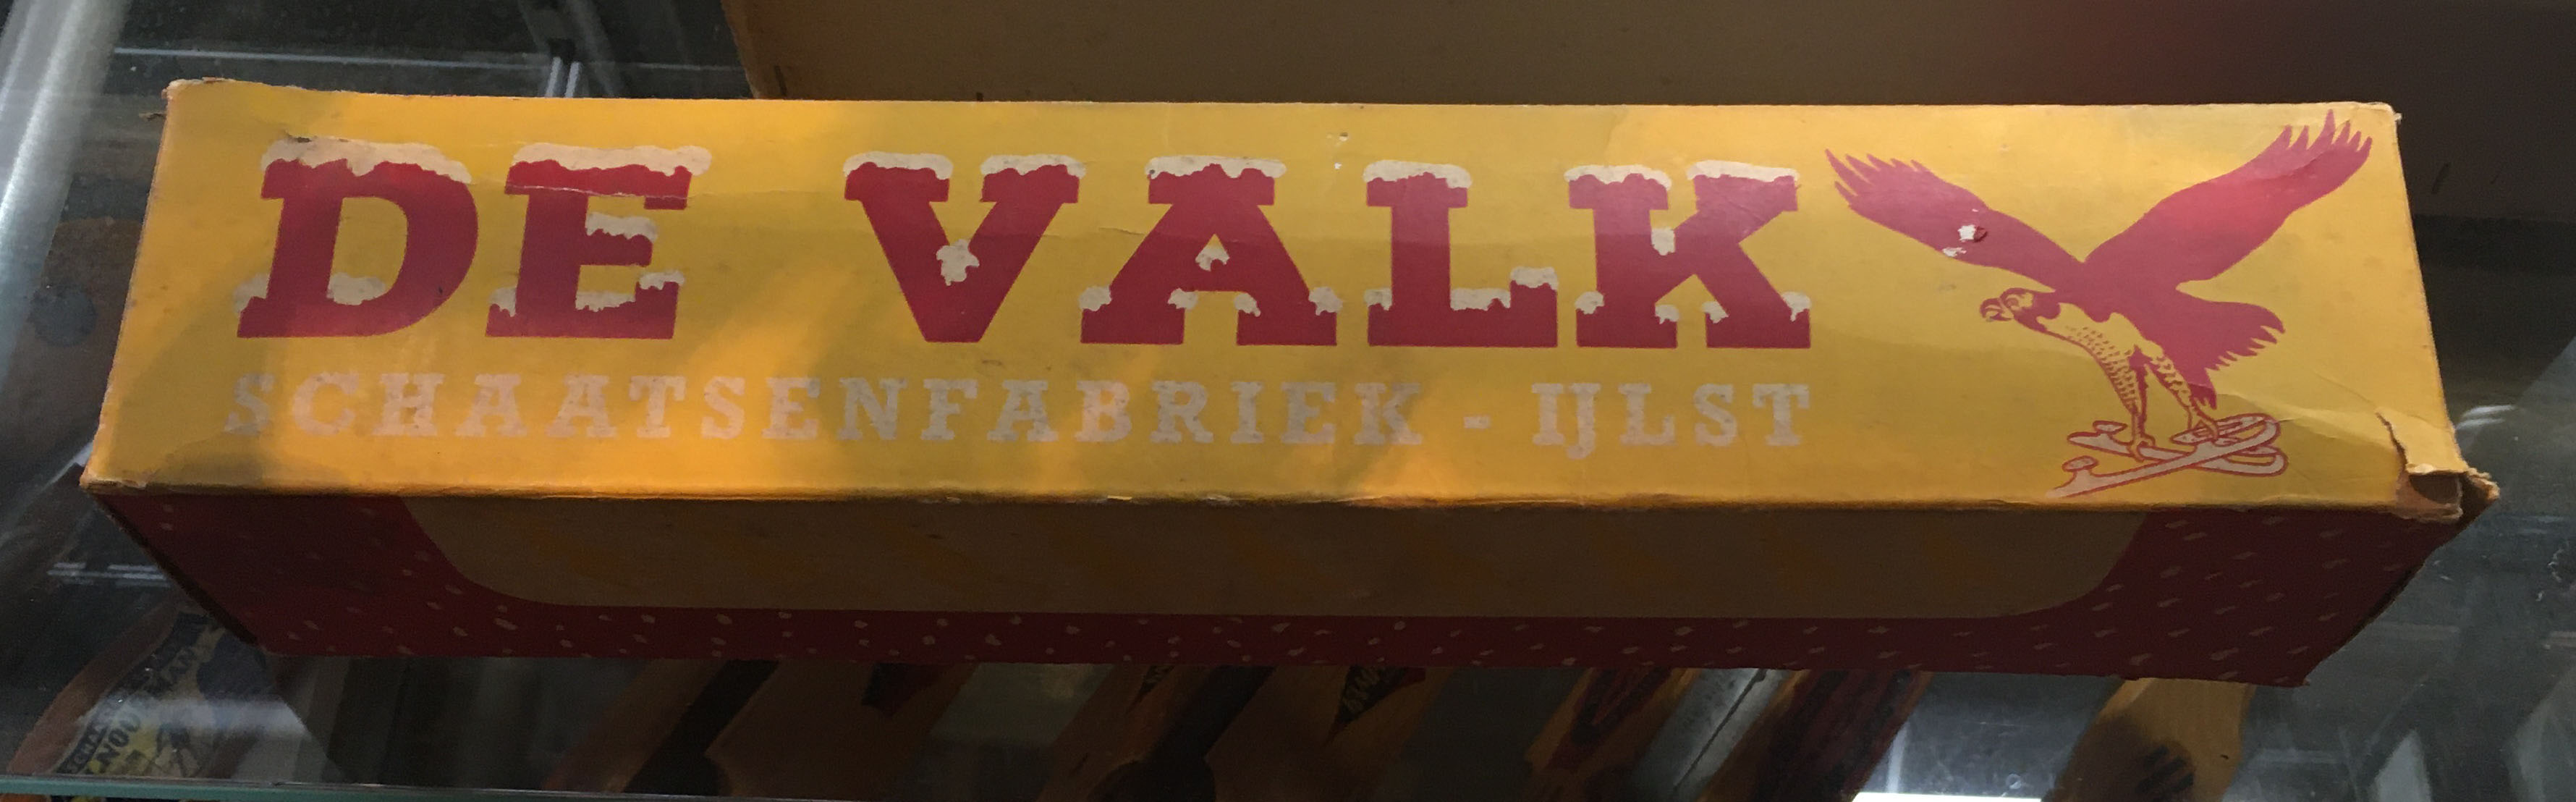 DE VALK
SCHAATSENFABRIEK - IJLST